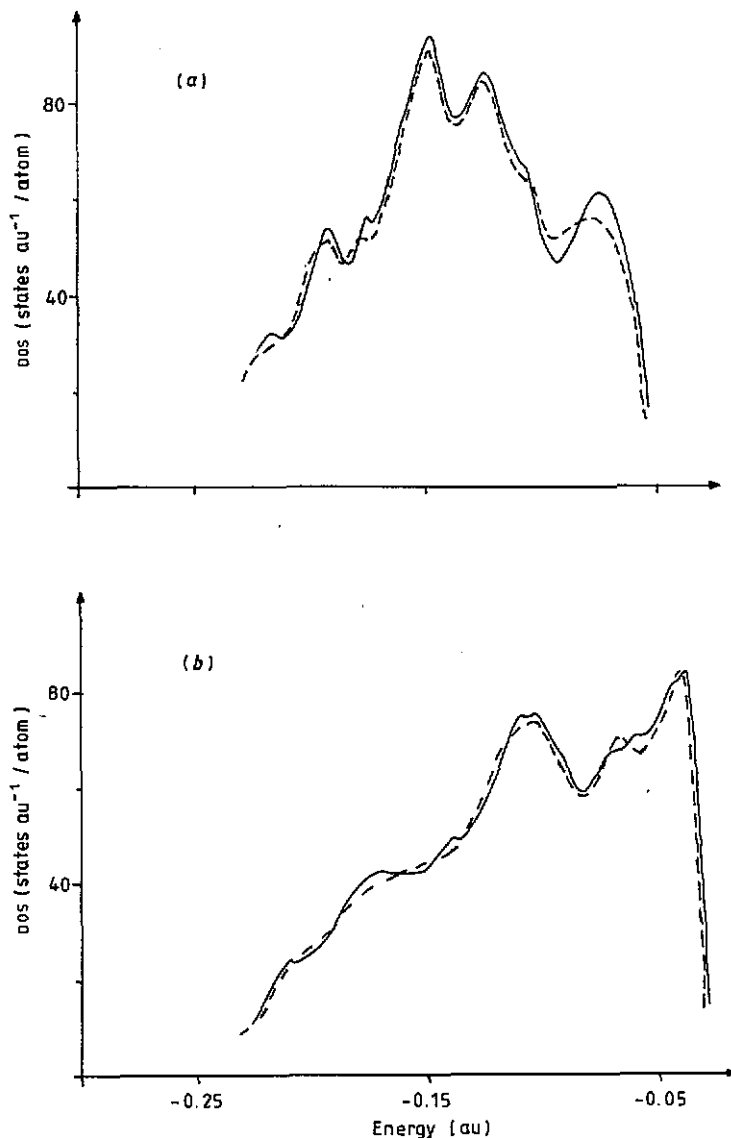 (a)
80
40
DOS (states au⁻¹ / atom)
(b)
80
40
DOS (states au⁻¹ / atom)
-0.25
-0.15
-0.05
Energy (au)